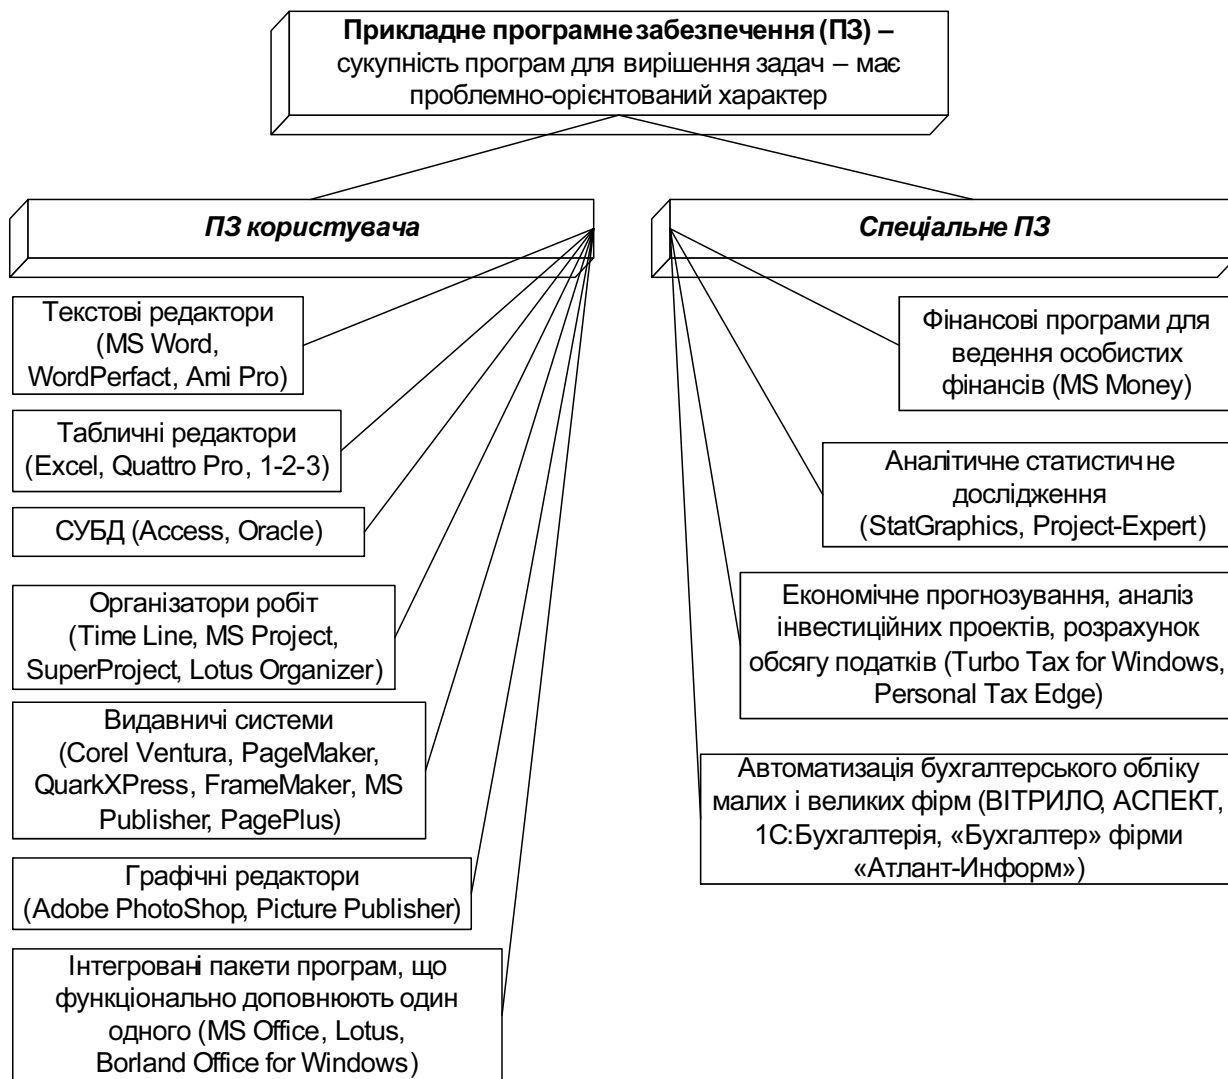 Прикладне програмне забезпечення (ПЗ) –
сукупність програм для вирішення задач – має
проблемно-орієнтований характер
ПЗ користувача
Текстові редактори
(MS Word,
WordPerfact, Ami Pro)
Табличні редактори
(Excel, Quattro Pro, 1-2-3)
СУБД (Access, Oracle)
Організатори робіт
(Time Line, MS Project,
SuperProject, Lotus Organizer)
Видавничі системи
(Corel Ventura, PageMaker,
QuarkXPress, FrameMaker, MS
Publisher, PagePlus)
Графічні редактори
(Adobe PhotoShop, Picture Publisher)
Інтегровані пакети програм, що
функціонально доповнюють один
одного (MS Office, Lotus,
Borland Office for Windows)
Спеціальне ПЗ
Фінансові програми для
ведення особистих
фінансів (MS Money)
Аналітичне статистичне
дослідження
(StatGraphics, Project-Expert)
Економічне прогнозування, аналіз
інвестиційних проектів, розрахунок
обсягу податків (Turbo Tax for Windows,
Personal Tax Edge)
Автоматизація бухгалтерського обліку
малих і великих фірм (ВІТРИЛО, АСПЕКТ,
1С:Бухгалтерія, «Бухгалтер» фірми
«Атлант-Информ»)